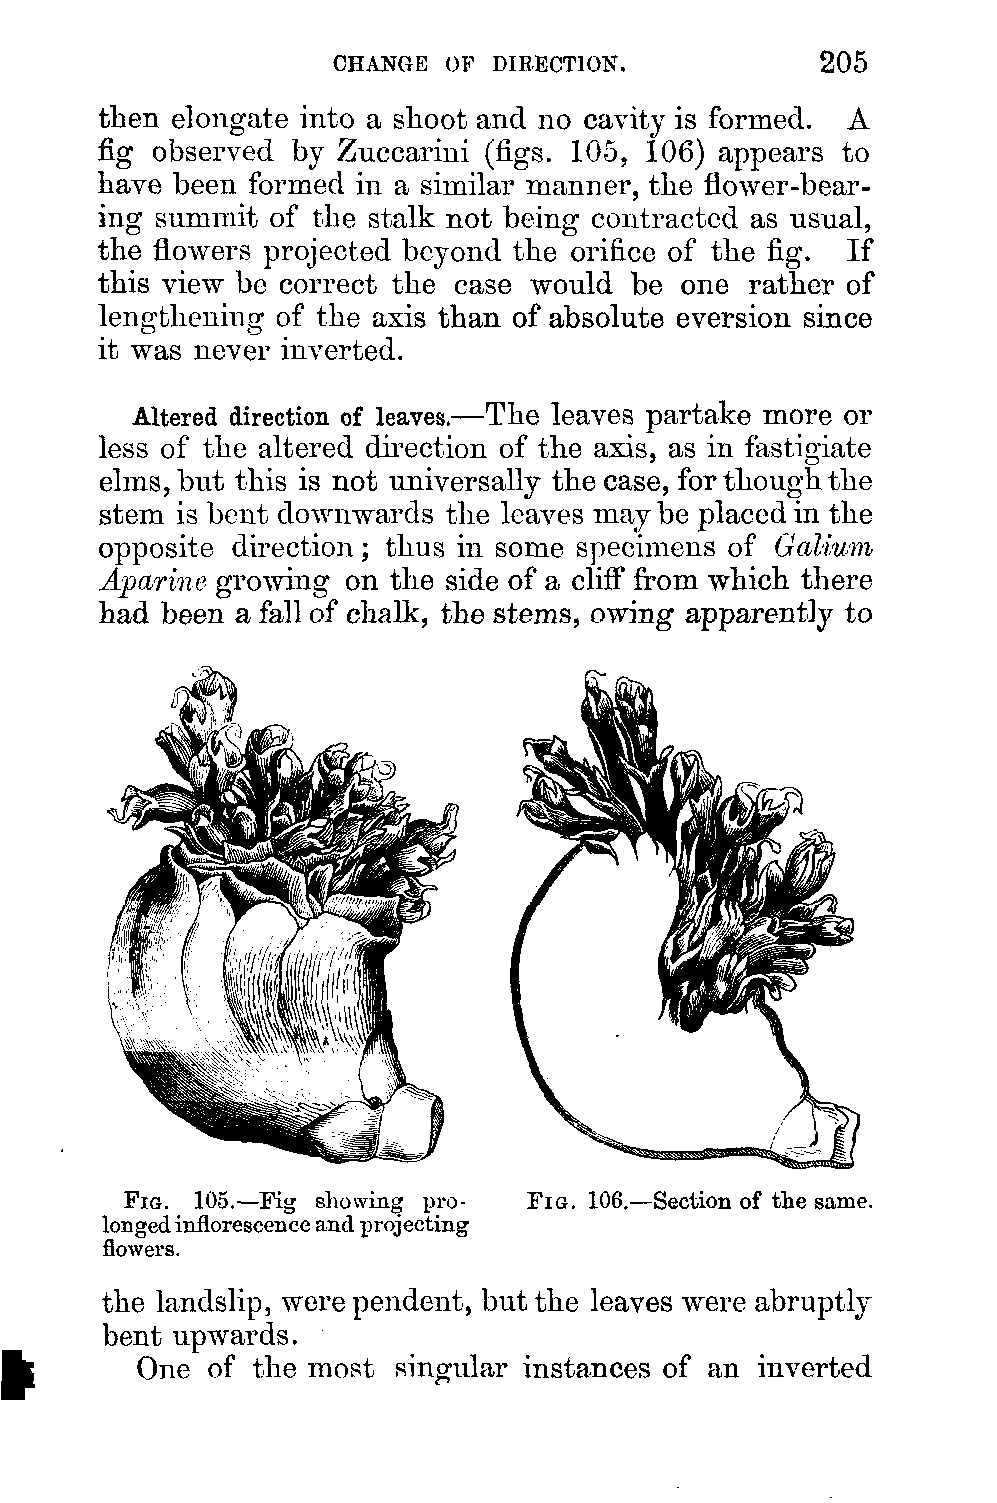 CHANGE OF DIRECTION. 205
then elongate into a shoot and no cavity is formed. A
fig observed by Zuccarini (figs. 105, 106) appears to
have been formed in a similar manner, the flower-bear-
ing summit of the stalk not being contracted as usual,
the flowers projected beyond the orifice of the fig. If
this view be correct the case would be one rather of
lengthening of the axis than of absolute eversion since
it was never inverted.
Altered direction of leaves.—The leaves partake more or
less of the altered direction of the axis, as in fastigiate
elms, but this is not universally the case, for though the
stem is bent downwards the leaves may be placed in the
opposite direction; thus in some specimens of Galium
Aparine growing on the side of a cliff from which there
had been a fall of chalk, the stems, owing apparently to
FIG. 105.—Fig showing pro-
longed inflorescence and projecting
flowers.
FIG. 106.—Section of the same.
the landslip, were pendent, but the leaves were abruptly
bent upwards.
One of the most singular instances of an inverted